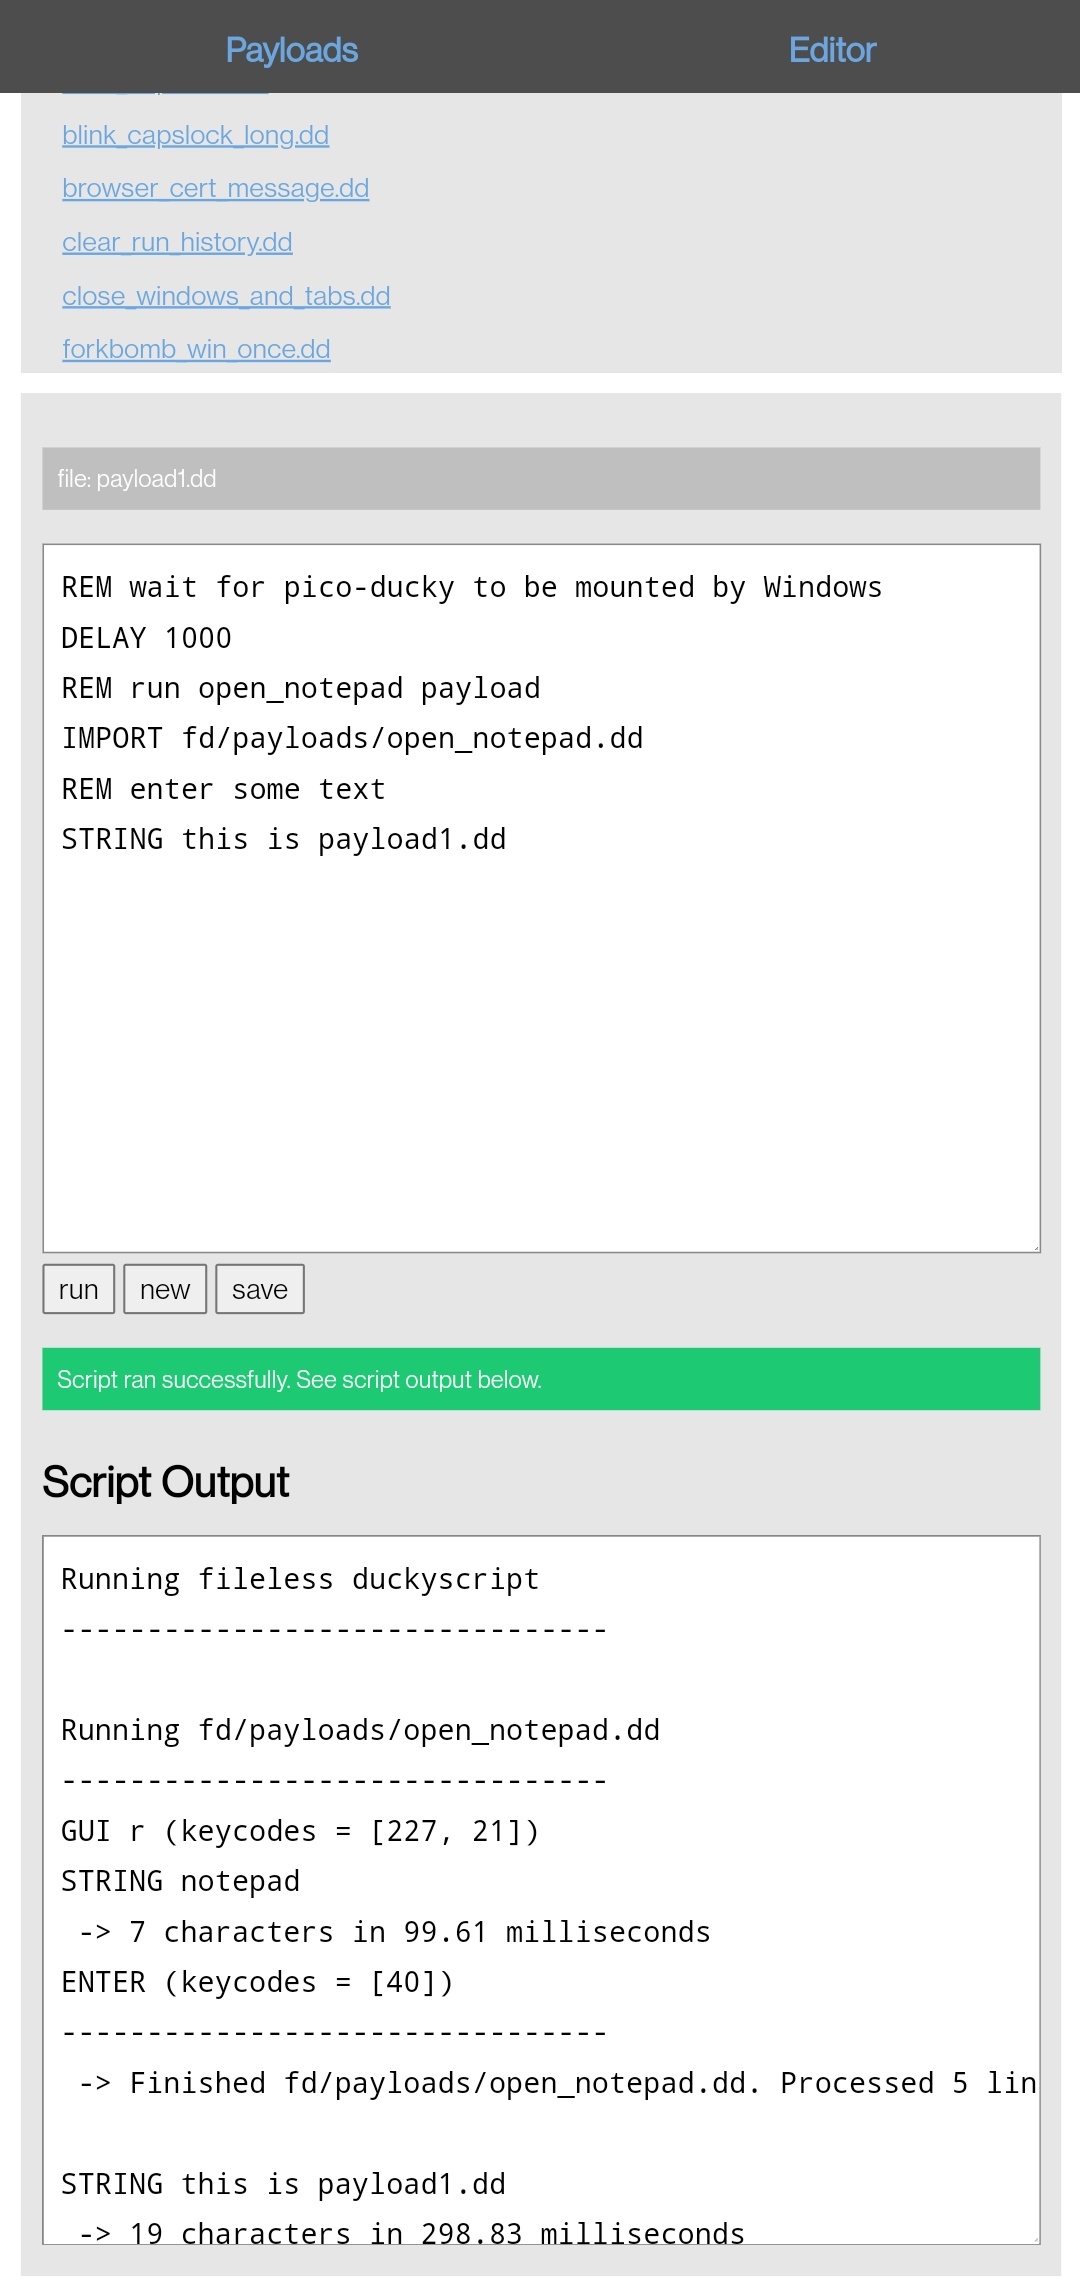 Payloads Editor
blink_capslock_long.dd
browser_cert_message.dd
clear_run_history.dd
close_windows_and_tabs.dd
forkbomb_win_once.dd
file: payload1.dd
REM wait for pico-ducky to be mounted by Windows
DELAY 1000
REM run open_notepad payload
IMPORT fd/payloads/open_notepad.dd
REM enter some text
STRING this is payload1.dd
run new save
Script ran successfully. See script output below.
Script Output
Running fileless duckyscript
--------------------------------
Running fd/payloads/open_notepad.dd
--------------------------------
GUI r (keycodes = [227, 21])
STRING notepad
-> 7 characters in 99.61 milliseconds
ENTER (keycodes = [40])
--------------------------------
-> Finished fd/payloads/open_notepad.dd. Processed 5 lin
STRING this is payload1.dd
-> 19 characters in 298.83 milliseconds